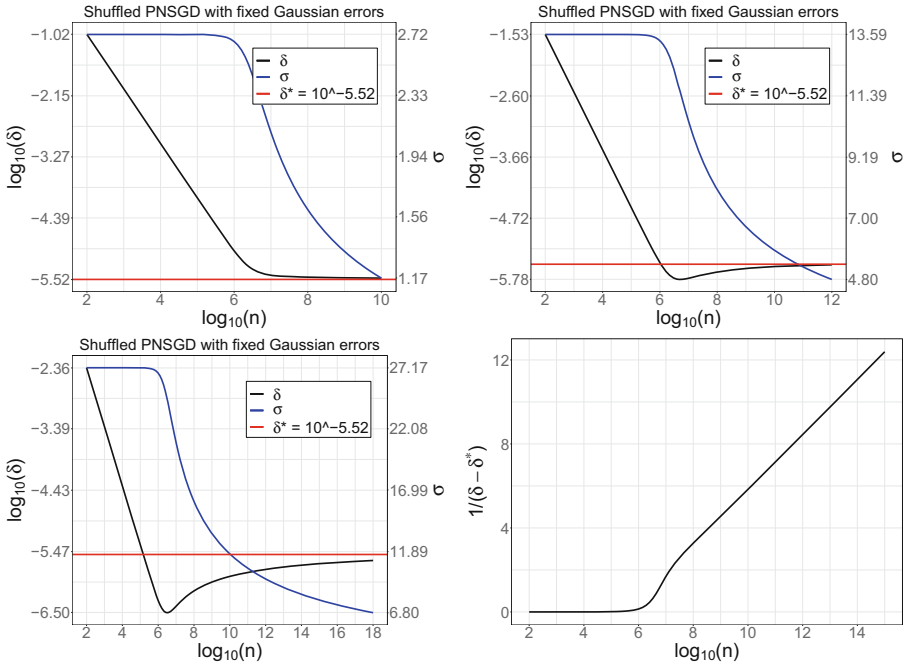 Shuffled PNSGD with fixed Gaussian errors
−1.02
−2.15
−3.27
−4.39
−5.52
log10(δ)
2.72
2.33
1.94
1.56
1.17
σ
δ
σ
δ* = 10^−5.52
2 4 6 8 10
log10(n)
Shuffled PNSGD with fixed Gaussian errors
−1.53
−2.60
−3.66
−4.72
−5.78
log10(δ)
13.59
11.39
9.19
7.00
4.80
σ
δ
σ
δ* = 10^−5.52
2 4 6 8 10 12
log10(n)
Shuffled PNSGD with fixed Gaussian errors
−2.36
−3.39
−4.43
−5.47
−6.50
log10(δ)
27.17
22.08
16.99
11.89
6.80
σ
δ
σ
δ* = 10^−5.52
2 4 6 8 10 12 14 16 18
log10(n)
12
8
4
0
1/(δ − δ*)
2 4 6 8 10 12 14
log10(n)